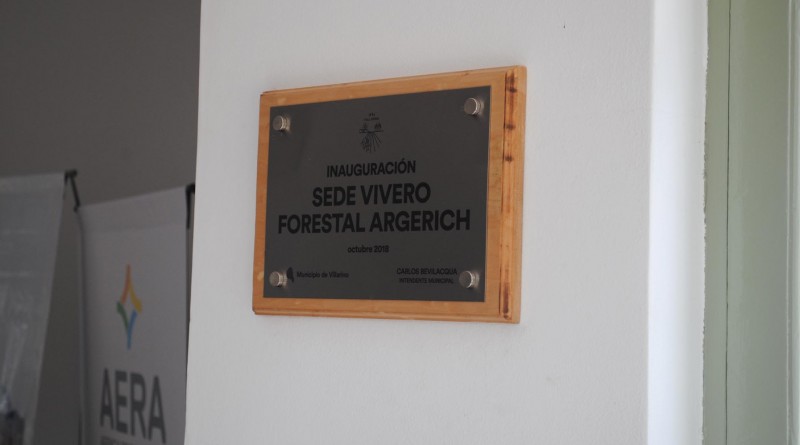 INAUGURACIÓN
SEDE VIVERO
FORESTAL ARGERICH
octubre 2018
Municipio de Villarino
CARLOS BEVILACQUA
INTENDENTE MUNICIPAL
AERA